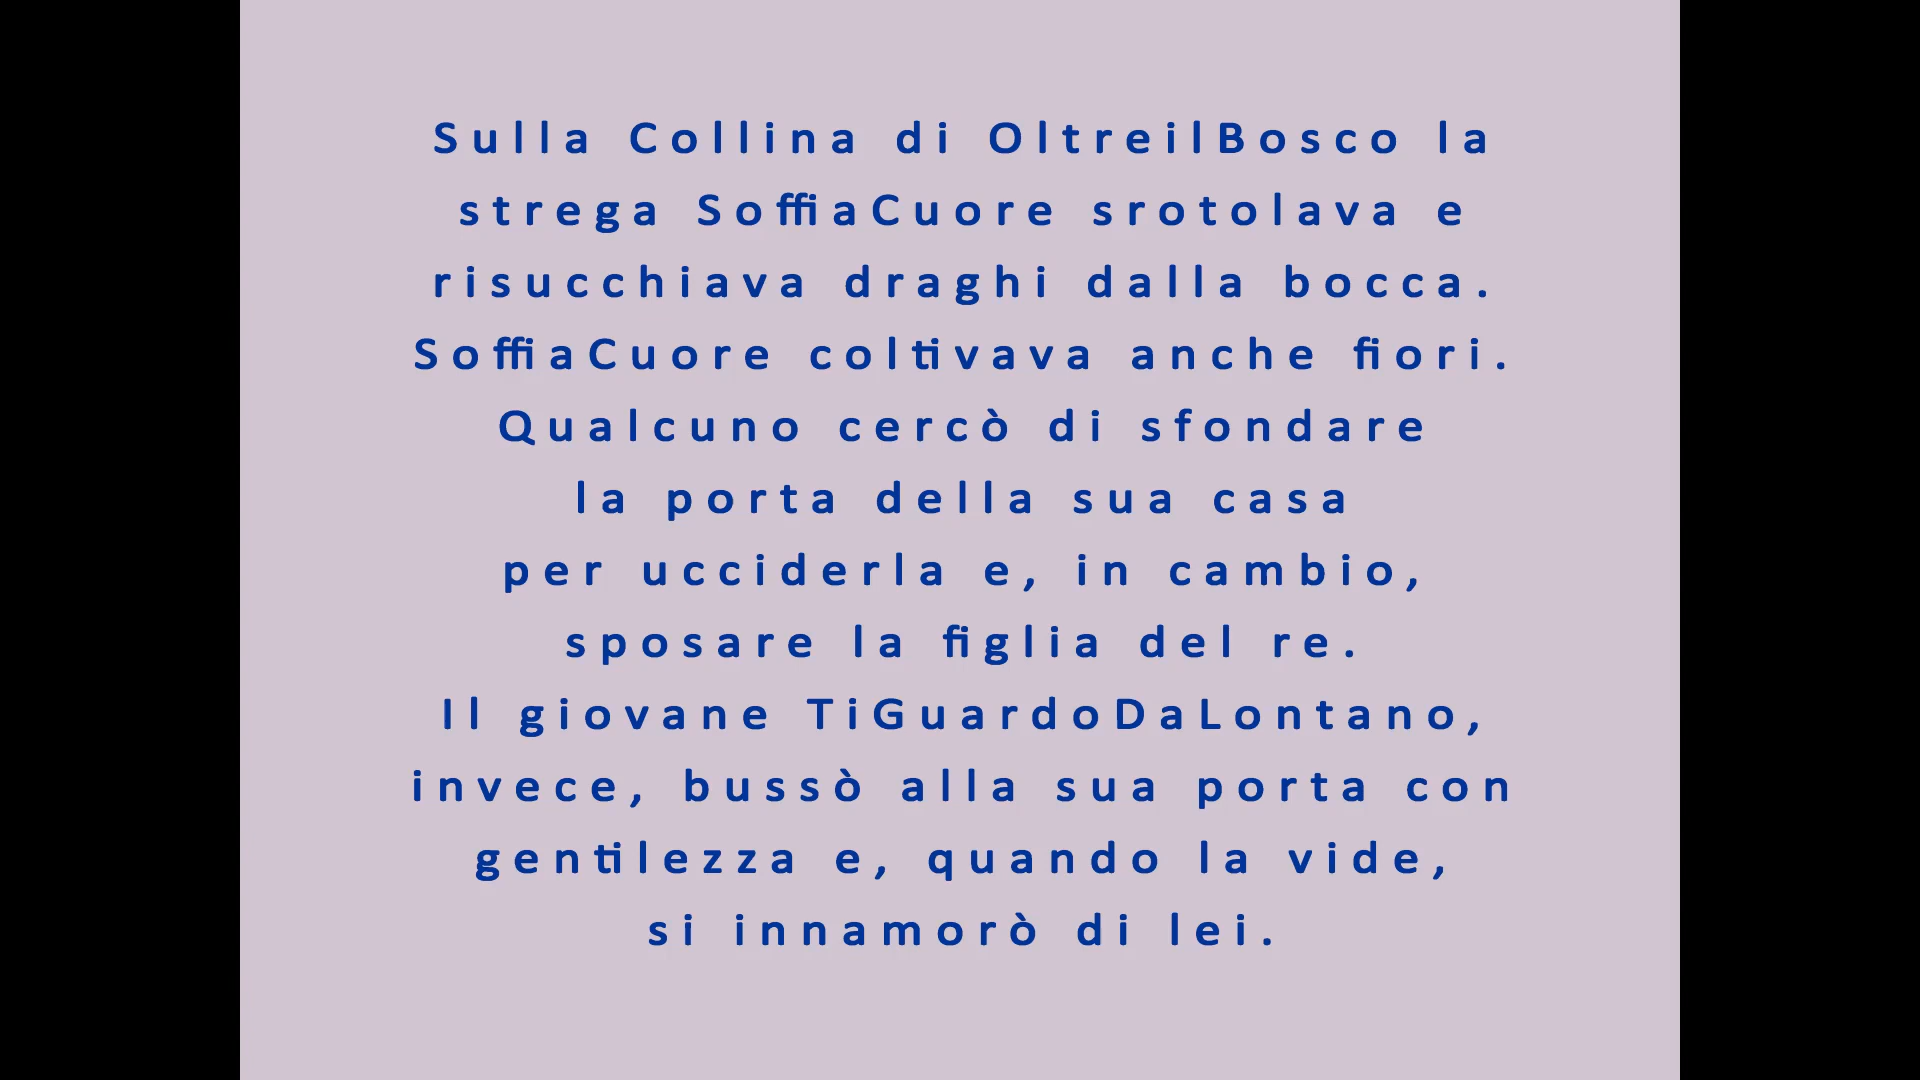 Sulla Collina di OltreilBosco la
strega SoffiaCuore srotolava e
risucchiava draghi dalla bocca.
SoffiaCuore coltivava anche fiori.
Qualcuno cercò di sfondare
la porta della sua casa
per ucciderla e, in cambio,
sposare la figlia del re.
Il giovane TiGuardoDaLontano,
invece, bussò alla sua porta con
gentilezza e, quando la vide,
si innamorò di lei.